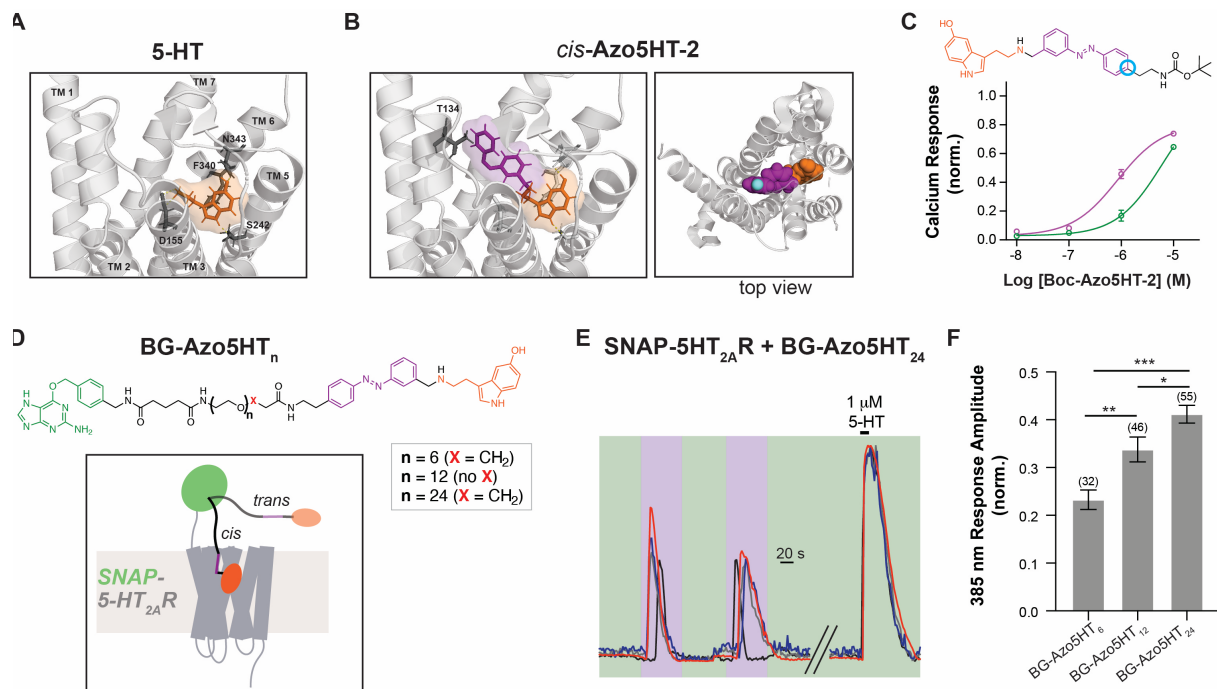 A
5-HT
TM 1
TM 7
TM 6
N343
F340
TM 5
S242
D155
TM 2
TM 3
B
cis-Azo5HT-2
T134
top view
C
HO
HN
H
N
N=N
N
H
O
O
Calcium Response
(norm.)
1.0
0.8
0.6
0.4
0.2
0.0
-8
-7
-6
-5
Log [Boc-Azo5HT-2] (M)
D
BG-Azo5HTn
OH
H
N
N
H
N=N
O
X
n
NH2
n = 6 (X = CH2)
n = 12 (no X)
n = 24 (X = CH2)
trans
cis
SNAP-
5-HT2AR
E
SNAP-5HT2AR + BG-Azo5HT24
1 μM
5-HT
20 s
F
385 nm Response Amplitude
(norm.)
0.5
0.4
0.3
0.2
0.1
0.0
***
*
**
(32)
(46)
(55)
BG-Azo5HT6
BG-Azo5HT12
BG-Azo5HT24